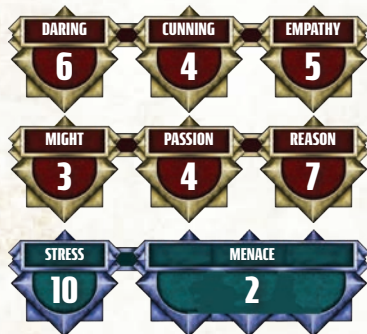 DARING CUNNING EMPATHY
6 4 5
MIGHT PASSION REASON
3 4 7
STRESS MENACE
10 2